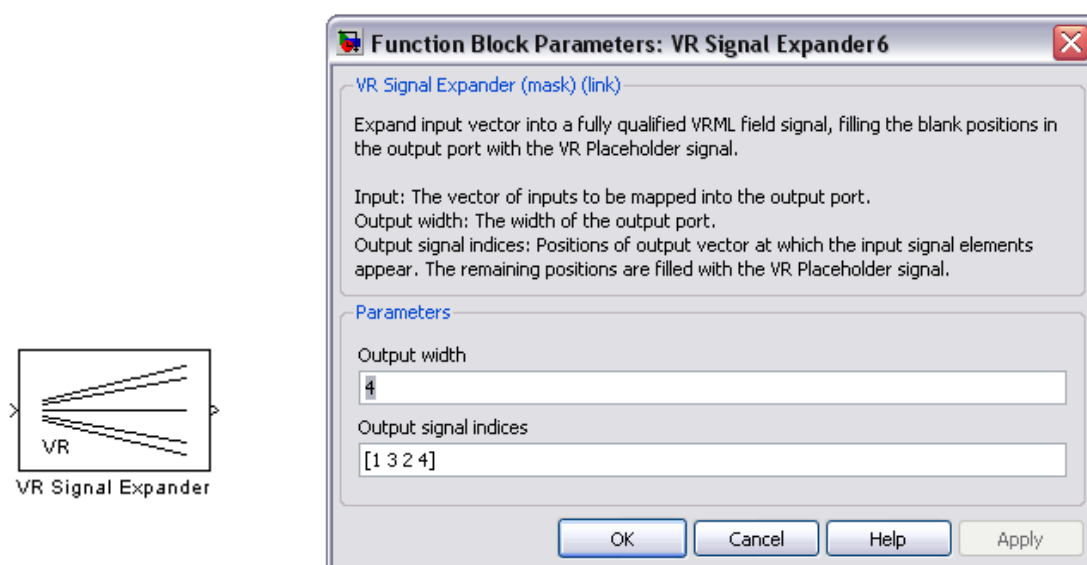 Function Block Parameters: VR Signal Expander6
VR Signal Expander (mask) (link)
Expand input vector into a fully qualified VRML field signal, filling the blank positions in
the output port with the VR Placeholder signal.
Input: The vector of inputs to be mapped into the output port.
Output width: The width of the output port.
Output signal indices: Positions of output vector at which the input signal elements
appear. The remaining positions are filled with the VR Placeholder signal.
Parameters
Output width
4
Output signal indices
[1 3 2 4]
OK Cancel Help Apply
VR
VR Signal Expander